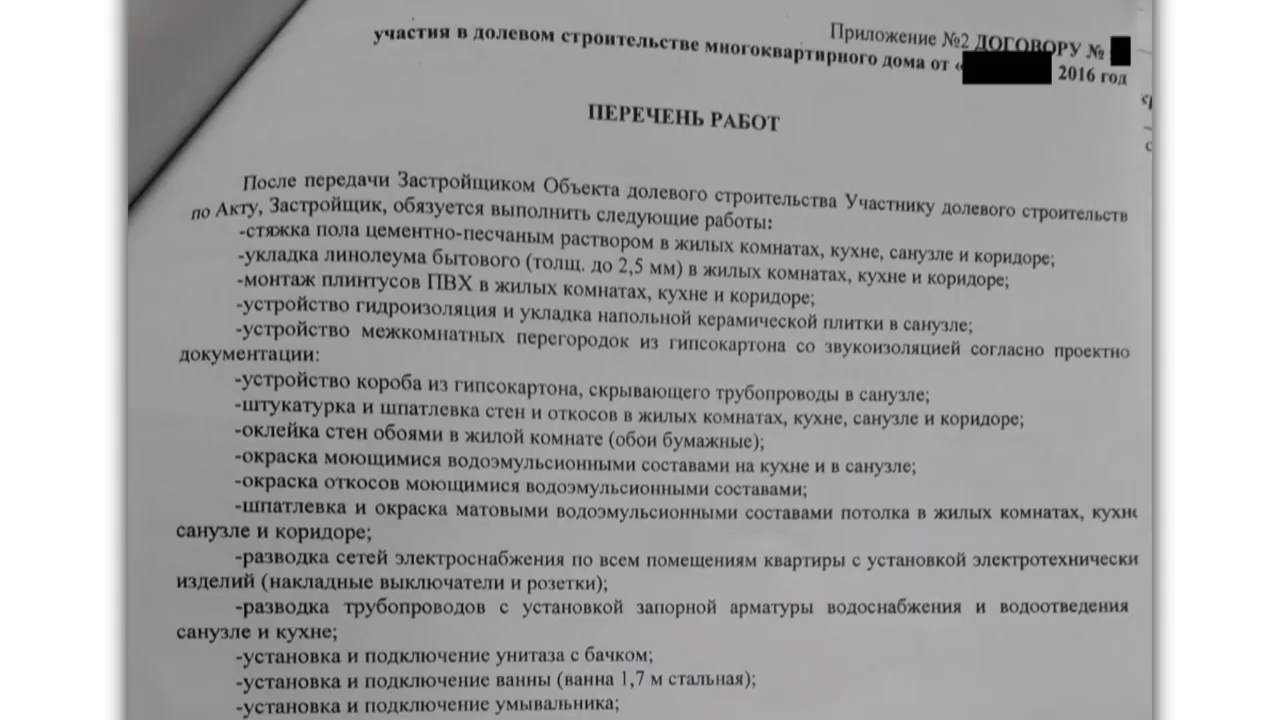 Приложение №2 ДОГОВОРУ №
участия в долевом строительстве многоквартирного дома от « 2016 год
ПЕРЕЧЕНЬ РАБОТ
После передачи Застройщиком Объекта долевого строительства Участнику долевого строительств
по Акту, Застройщик, обязуется выполнить следующие работы:
-стяжка пола цементно-песчаным раствором в жилых комнатах, кухне, санузле и коридоре;
-укладка линолеума бытового (толщ. до 2,5 мм) в жилых комнатах, кухне и коридоре;
-монтаж плинтусов ПВХ в жилых комнатах, кухне и коридоре;
-устройство гидроизоляция и укладка напольной керамической плитки в санузле;
-устройство межкомнатных перегородок из гипсокартона со звукоизоляцией согласно проектно
документации:
-устройство короба из гипсокартона, скрывающего трубопроводы в санузле;
-штукатурка и шпатлевка стен и откосов в жилых комнатах, кухне, санузле и коридоре;
-оклейка стен обоями в жилой комнате (обои бумажные);
-окраска моющимися водоэмульсионными составами на кухне и в санузле;
-окраска откосов моющимися водоэмульсионными составами;
-шпатлевка и окраска матовыми водоэмульсионными составами потолка в жилых комнатах, кухне
санузле и коридоре;
-разводка сетей электроснабжения по всем помещениям квартиры с установкой электротехнически
изделий (накладные выключатели и розетки);
-разводка трубопроводов с установкой запорной арматуры водоснабжения и водоотведения
санузле и кухне;
-установка и подключение унитаза с бачком;
-установка и подключение ванны (ванна 1,7 м стальная);
-установка и подключение умывальника;